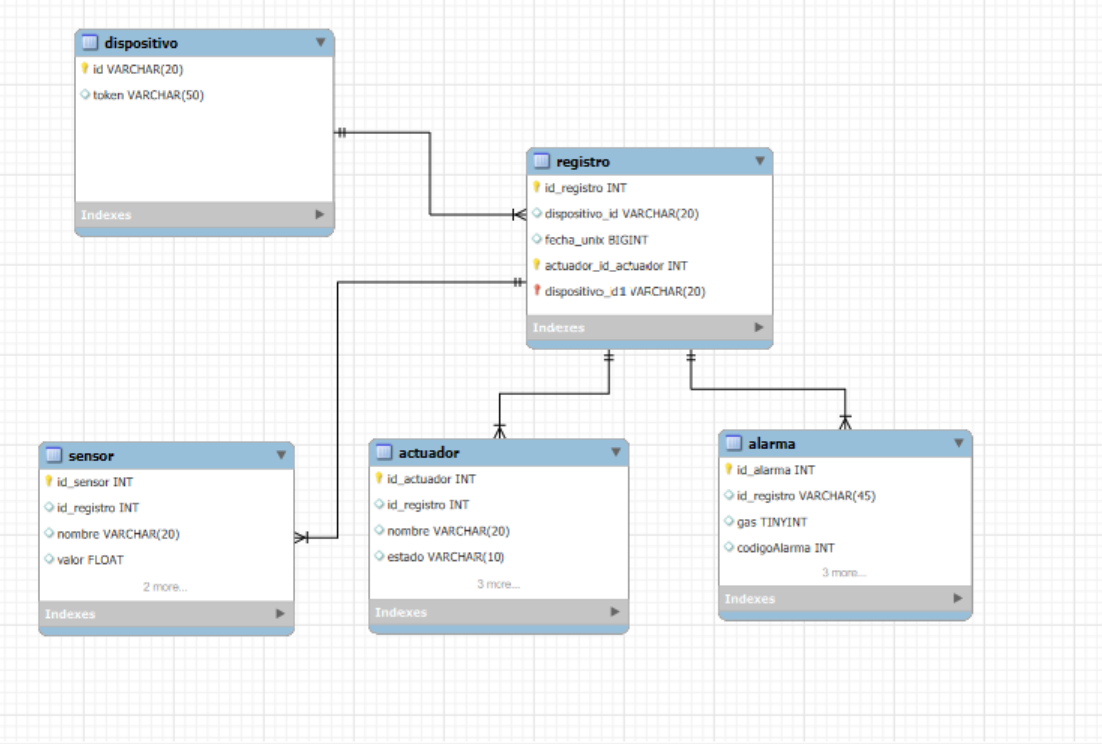 dispositivo
id VARCHAR(20)
token VARCHAR(50)
Indexes
registro
id_registro INT
dispositivo_id VARCHAR(20)
fecha_unix BIGINT
actuador_id_actuador INT
dispositivo_id1 VARCHAR(20)
Indexes
sensor
id_sensor INT
id_registro INT
nombre VARCHAR(20)
valor FLOAT
2 more...
Indexes
actuador
id_actuador INT
id_registro INT
nombre VARCHAR(20)
estado VARCHAR(10)
3 more...
Indexes
alarma
id_alarma INT
id_registro VARCHAR(45)
gas TINYINT
codigoAlarma INT
3 more...
Indexes